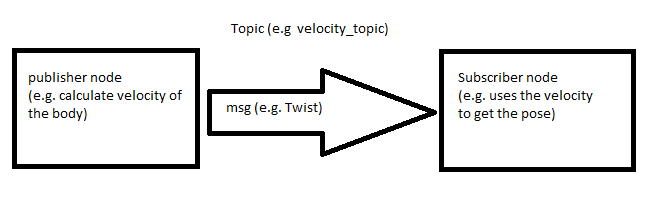 Topic (e.g velocity_topic)
publisher node
(e.g. calculate velocity of
the body)
msg (e.g. Twist)
Subscriber node
(e.g. uses the velocity
to get the pose)